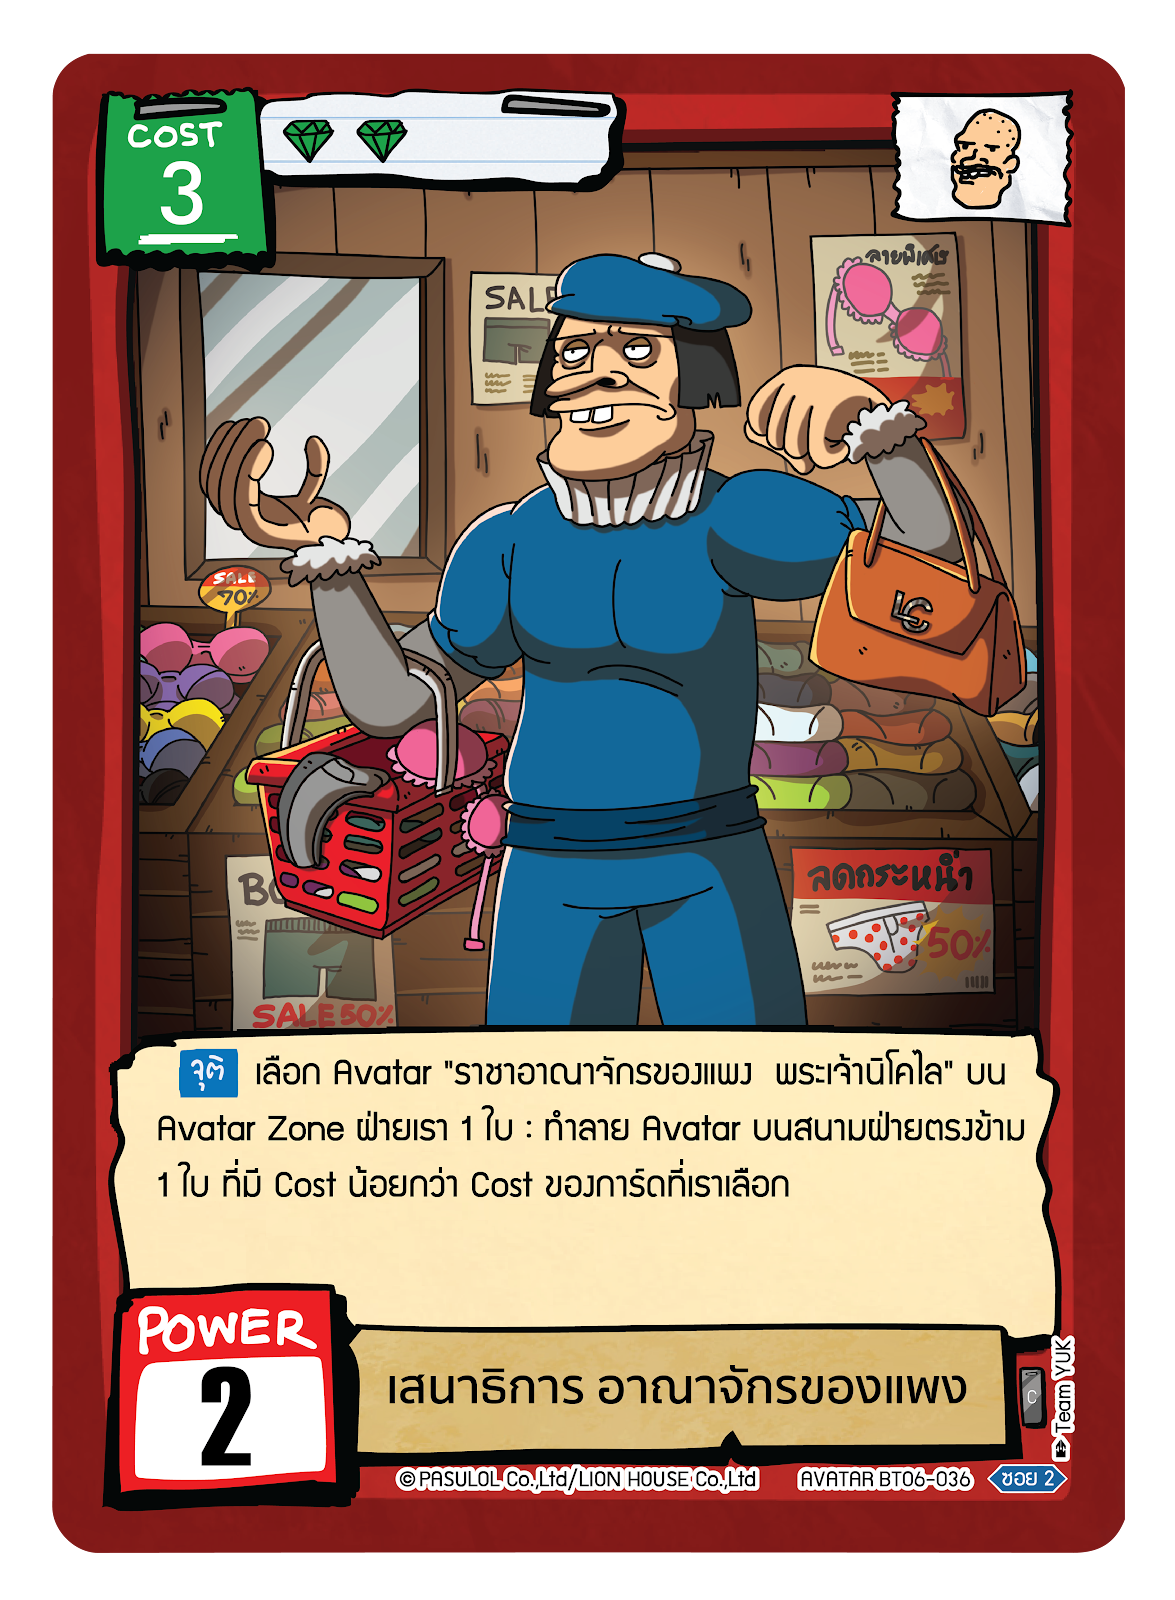 COST
3
SALE
ลายพิเศษ
SALE
70%
LC
ลดกระหน่ำ
50%
SALE 50%
จุติ เลือก Avatar "ราชาอาณาจักรของแพง พระเจ้านิโคไล" บน
Avatar Zone ฝ่ายเรา 1 ใบ : ทำลาย Avatar บนสนามฝ่ายตรงข้าม
1 ใบ ที่มี Cost น้อยกว่า Cost ของการ์ดที่เราเลือก
POWER
2
เสนาธิการ อาณาจักรของแพง
C
Team YUK
© PASULOL Co.,Ltd/LION HOUSE Co.,Ltd AVATAR BT06-036 ซอย 2